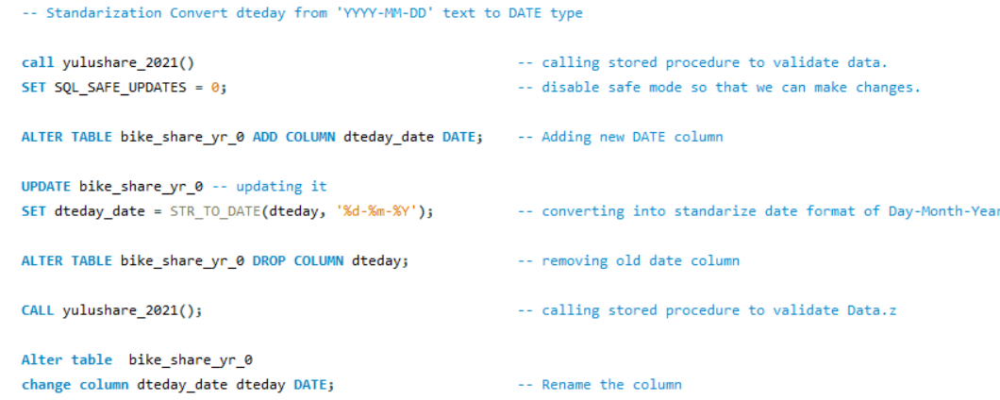 -- Standarization Convert dteday from 'YYYY-MM-DD' text to DATE type
call yulushare_2021() -- calling stored procedure to validate data.
SET SQL_SAFE_UPDATES = 0; -- disable safe mode so that we can make changes.
ALTER TABLE bike_share_yr_0 ADD COLUMN dteday_date DATE; -- Adding new DATE column
UPDATE bike_share_yr_0 -- updating it
SET dteday_date = STR_TO_DATE(dteday, '%d-%m-%Y'); -- converting into standarize date format of Day-Month-Year
ALTER TABLE bike_share_yr_0 DROP COLUMN dteday; -- removing old date column
CALL yulushare_2021(); -- calling stored procedure to validate Data.z
Alter table bike_share_yr_0
change column dteday_date dteday DATE; -- Rename the column